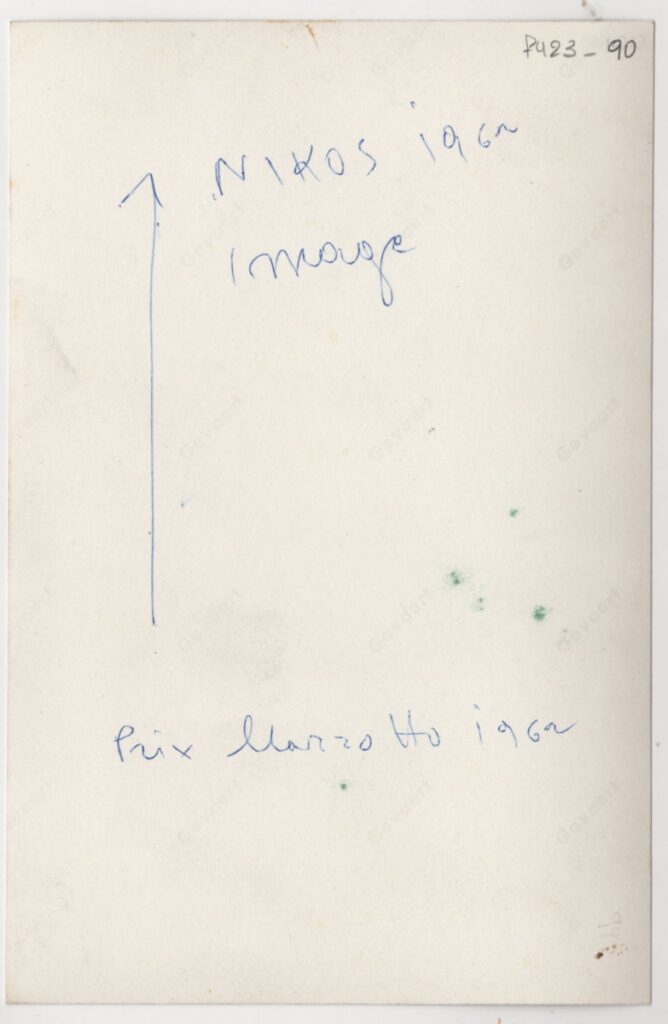 P423-90
NIKOS 1962
Image
Prix Marzotto 1962